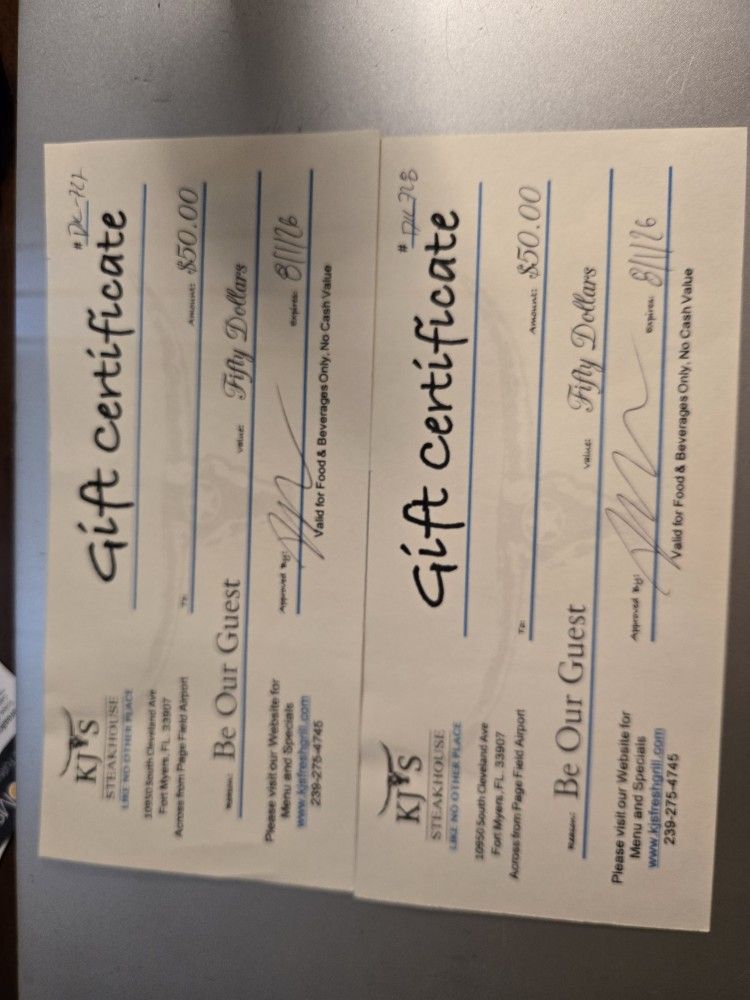 KJ'S
STEAKHOUSE
LIKE NO OTHER PLACE
10950 South Cleveland Ave
Fort Myers, FL 33907
Across from Page Field Airport
Gift Certificate
#
To:
Amount: $50.00
Reason: Be Our Guest
Value: Fifty Dollars
Please visit our Website for
Menu and Specials
www.kjsfreshgrill.com
239-275-4745
Approved By:
Expires: 8/1/26
Valid for Food & Beverages Only, No Cash Value
KJ'S
STEAKHOUSE
LIKE NO OTHER PLACE
10950 South Cleveland Ave
Fort Myers, FL 33907
Across from Page Field Airport
Gift Certificate
#
To:
Amount: $50.00
Reason: Be Our Guest
Value: Fifty Dollars
Please visit our Website for
Menu and Specials
www.kjsfreshgrill.com
239-275-4745
Approved By:
Expires: 8/1/26
Valid for Food & Beverages Only, No Cash Value